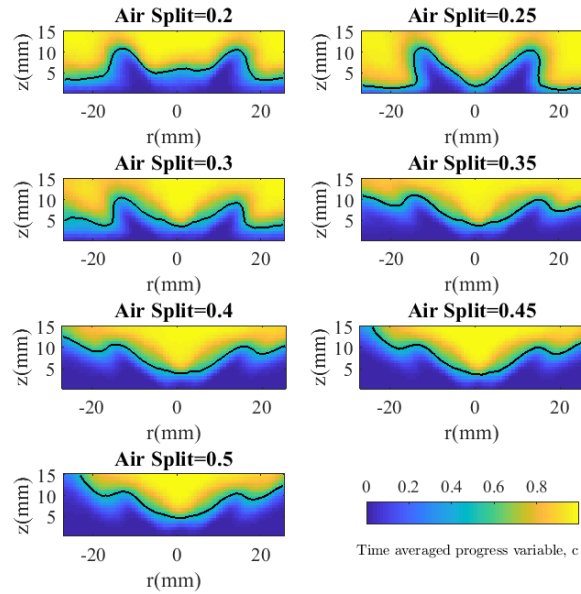 Air Split=0.2
15
10
5
z(mm)
-20 0 20
r(mm)
Air Split=0.25
15
10
5
z(mm)
-20 0 20
r(mm)
Air Split=0.3
15
10
5
z(mm)
-20 0 20
r(mm)
Air Split=0.35
15
10
5
z(mm)
-20 0 20
r(mm)
Air Split=0.4
15
10
5
z(mm)
-20 0 20
r(mm)
Air Split=0.45
15
10
5
z(mm)
-20 0 20
r(mm)
Air Split=0.5
15
10
5
z(mm)
-20 0 20
r(mm)
0 0.2 0.4 0.6 0.8
Time averaged progress variable, c